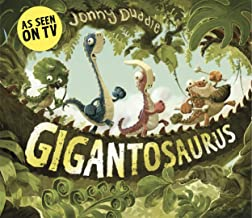 AS SEEN
ON TV
Jonny Duddle
GIGANTOSAURUS